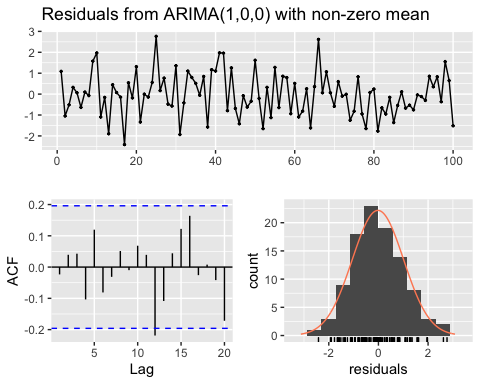 Residuals from ARIMA(1,0,0) with non-zero mean
3
2
1
0
-1
-2
0 20 40 60 80 100
0.2
0.1
0.0
-0.1
-0.2
ACF
5 10 15 20
Lag
20
15
10
5
0
count
-2 0 2
residuals